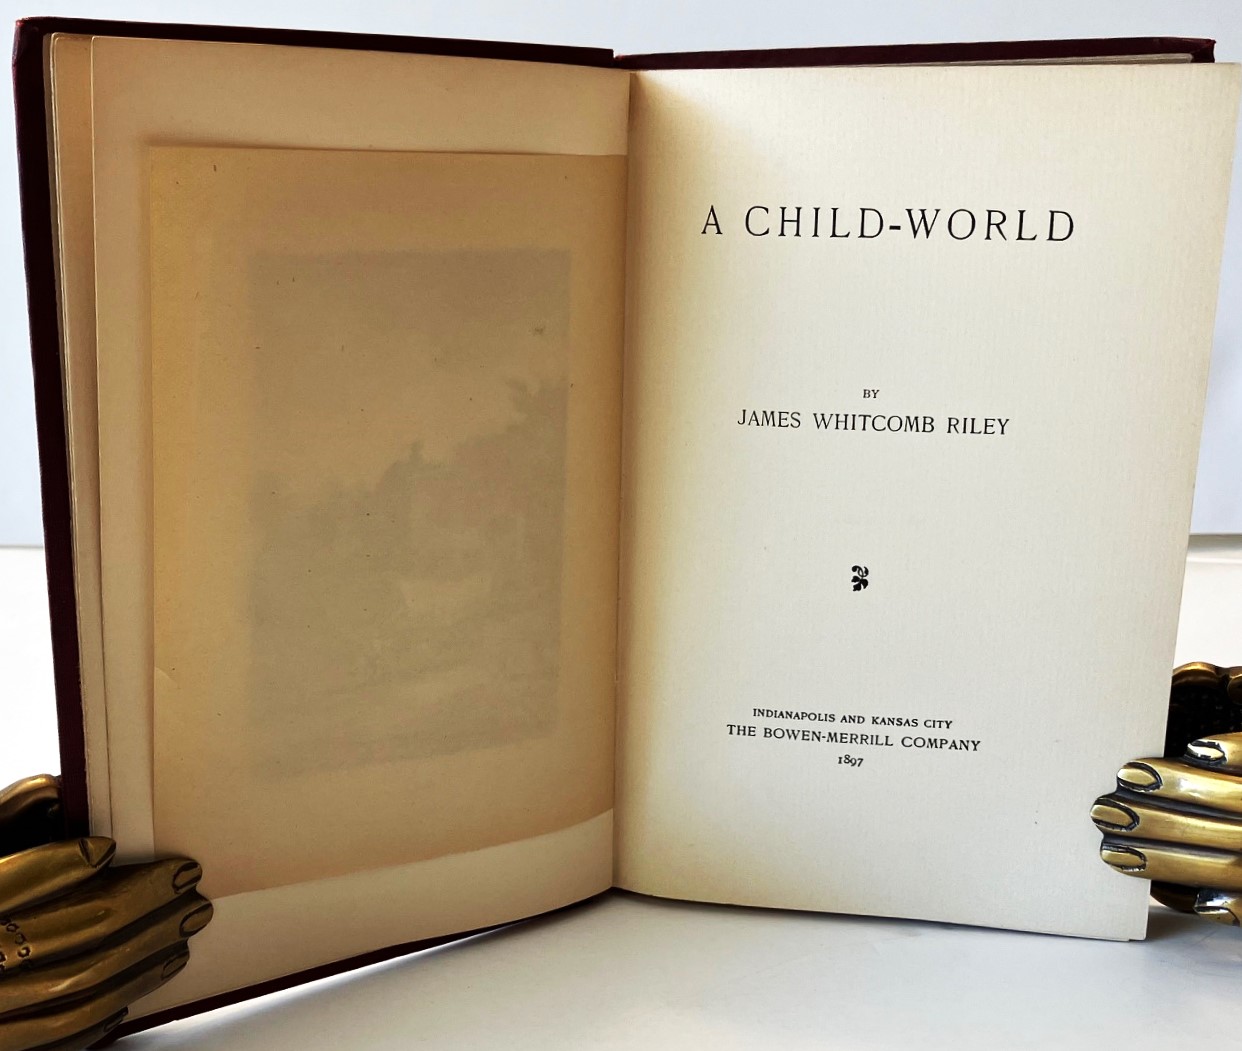 A CHILD-WORLD
BY
JAMES WHITCOMB RILEY
INDIANAPOLIS AND KANSAS CITY
THE BOWEN-MERRILL COMPANY
1897